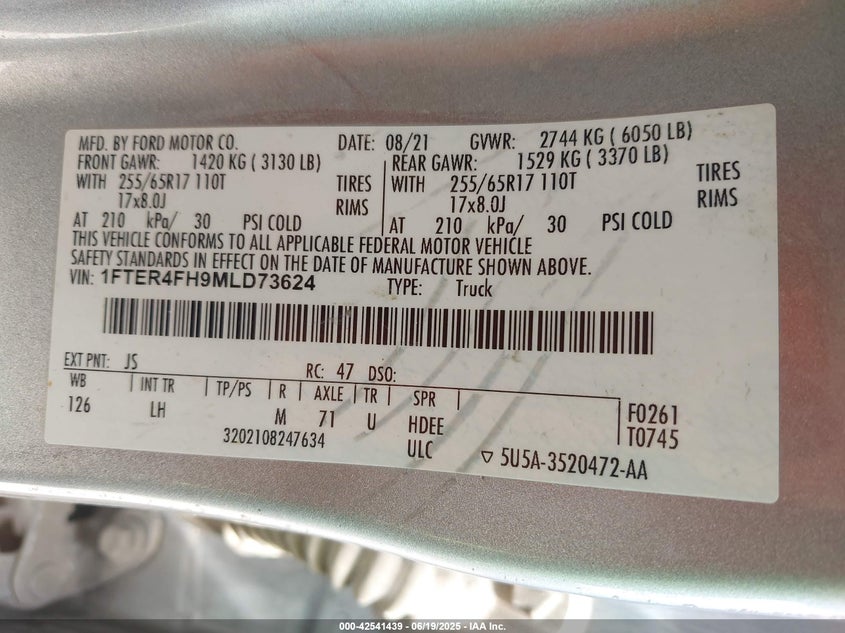 MFD. BY FORD MOTOR CO. DATE: 08/21 GVWR: 2744 KG ( 6050 LB)
FRONT GAWR: 1420 KG ( 3130 LB) REAR GAWR: 1529 KG ( 3370 LB)
WITH 255/65R17 110T TIRES WITH 255/65R17 110T TIRES
17x8.0J RIMS 17x8.0J RIMS
AT 210 kPa/ 30 PSI COLD AT 210 kPa/ 30 PSI COLD
THIS VEHICLE CONFORMS TO ALL APPLICABLE FEDERAL MOTOR VEHICLE
SAFETY STANDARDS IN EFFECT ON THE DATE OF MANUFACTURE SHOWN ABOVE.
VIN: 1FTER4FH9MLD73624 TYPE: Truck
EXT PNT: JS RC: 47 DSO:
WB INT TR TP/PS R AXLE TR SPR
126 LH M 71 U HDEE F0261
3202108247634 ULC T0745
5U5A-3520472-AA
000-42541439 - 06/19/2025 - IAA Inc.